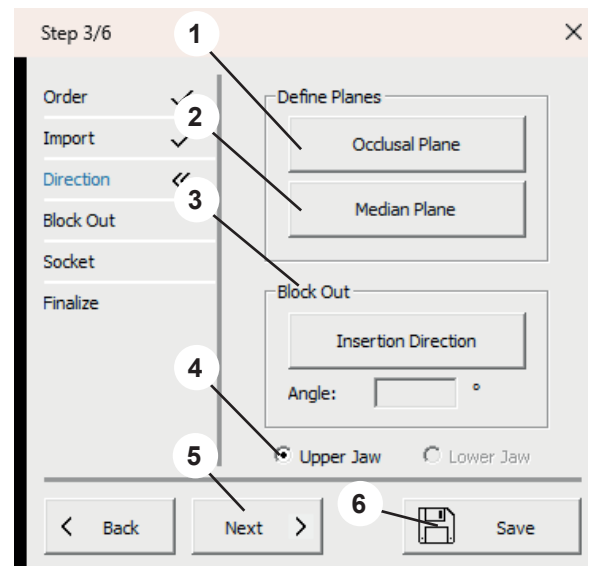 Step 3/6
1
Order
Define Planes
2
Occlusal Plane
Import
Direction
3
Median Plane
Block Out
Socket
Finalize
Block Out
Insertion Direction
4
Angle:
°
Upper Jaw
Lower Jaw
5
6
< Back
Next >
Save